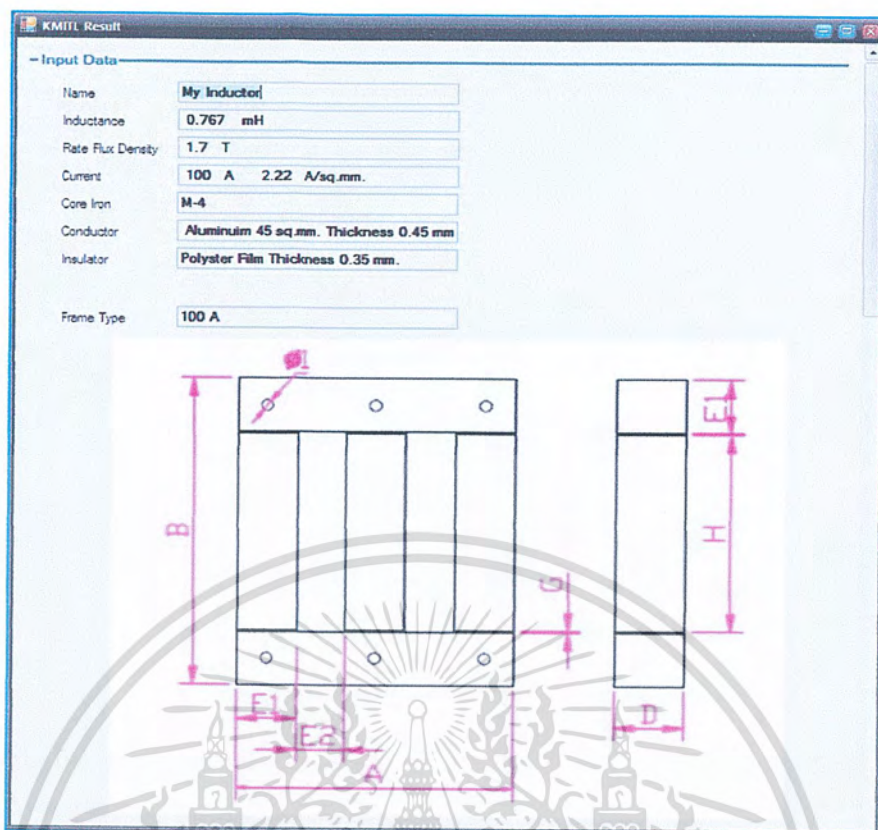 KMITL Result
Input Data
Name My Inductor
Inductance 0.767 mH
Rate Flux Density 1.7 T
Current 100 A 2.22 A/sq.mm.
Core Iron M-4
Conductor Aluminuim 45 sq.mm. Thickness 0.45 mm
Insulator Polyster Film Thickness 0.35 mm.
Frame Type 100 A
E1
B
H
G
E1
E2
A
D